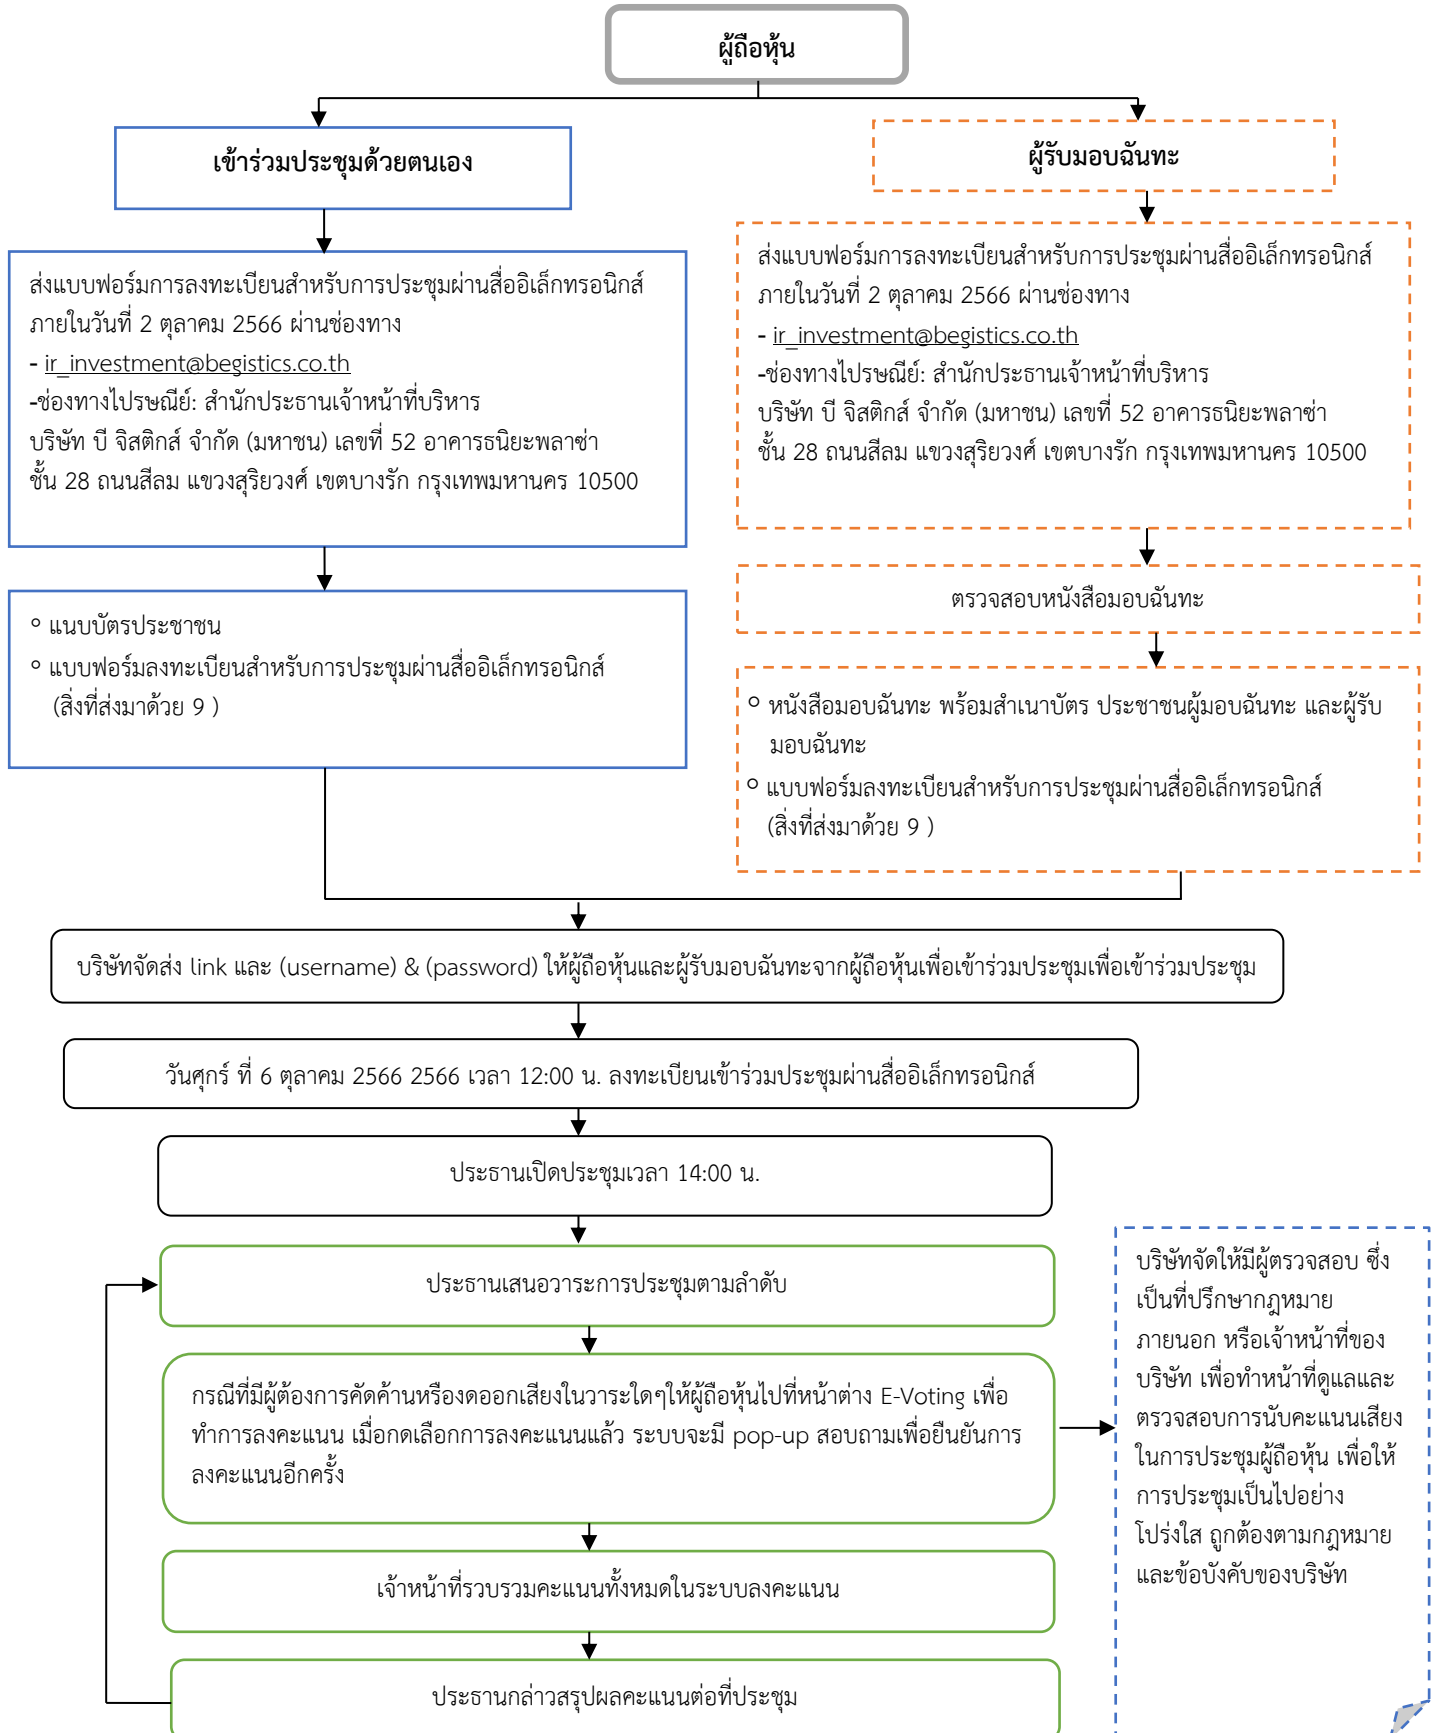 ผู้ถือหุ้น
เข้าร่วมประชุมด้วยตนเอง
ผู้รับมอบฉันทะ
ส่งแบบฟอร์มการลงทะเบียนสำหรับการประชุมผ่านสื่ออิเล็กทรอนิกส์
ภายในวันที่ 2 ตุลาคม 2566 ผ่านช่องทาง
- ir_investment@begistics.co.th
-ช่องทางไปรษณีย์: สำนักประธานเจ้าหน้าที่บริหาร
บริษัท บี จิสติกส์ จำกัด (มหาชน) เลขที่ 52 อาคารธนิยะพลาซ่า
ชั้น 28 ถนนสีลม แขวงสุริยวงศ์ เขตบางรัก กรุงเทพมหานคร 10500
ส่งแบบฟอร์มการลงทะเบียนสำหรับการประชุมผ่านสื่ออิเล็กทรอนิกส์
ภายในวันที่ 2 ตุลาคม 2566 ผ่านช่องทาง
- ir_investment@begistics.co.th
-ช่องทางไปรษณีย์: สำนักประธานเจ้าหน้าที่บริหาร
บริษัท บี จิสติกส์ จำกัด (มหาชน) เลขที่ 52 อาคารธนิยะพลาซ่า
ชั้น 28 ถนนสีลม แขวงสุริยวงศ์ เขตบางรัก กรุงเทพมหานคร 10500
° แนบบัตรประชาชน
° แบบฟอร์มลงทะเบียนสำหรับการประชุมผ่านสื่ออิเล็กทรอนิกส์
(สิ่งที่ส่งมาด้วย 9 )
ตรวจสอบหนังสือมอบฉันทะ
° หนังสือมอบฉันทะ พร้อมสำเนาบัตร ประชาชนผู้มอบฉันทะ และผู้รับ
มอบฉันทะ
° แบบฟอร์มลงทะเบียนสำหรับการประชุมผ่านสื่ออิเล็กทรอนิกส์
(สิ่งที่ส่งมาด้วย 9 )
บริษัทจัดส่ง link และ (username) & (password) ให้ผู้ถือหุ้นและผู้รับมอบฉันทะจากผู้ถือหุ้นเพื่อเข้าร่วมประชุมเพื่อเข้าร่วมประชุม
วันศุกร์ ที่ 6 ตุลาคม 2566 2566 เวลา 12:00 น. ลงทะเบียนเข้าร่วมประชุมผ่านสื่ออิเล็กทรอนิกส์
ประธานเปิดประชุมเวลา 14:00 น.
ประธานเสนอวาระการประชุมตามลำดับ
กรณีที่มีผู้ต้องการคัดค้านหรืองดออกเสียงในวาระใดๆให้ผู้ถือหุ้นไปที่หน้าต่าง E-Voting เพื่อ
ทำการลงคะแนน เมื่อกดเลือกการลงคะแนนแล้ว ระบบจะมี pop-up สอบถามเพื่อยืนยันการ
ลงคะแนนอีกครั้ง
เจ้าหน้าที่รวบรวมคะแนนทั้งหมดในระบบลงคะแนน
ประธานกล่าวสรุปผลคะแนนต่อที่ประชุม
บริษัทจัดให้มีผู้ตรวจสอบ ซึ่ง
เป็นที่ปรึกษากฎหมาย
ภายนอก หรือเจ้าหน้าที่ของ
บริษัท เพื่อทำหน้าที่ดูแลและ
ตรวจสอบการนับคะแนนเสียง
ในการประชุมผู้ถือหุ้น เพื่อให้
การประชุมเป็นไปอย่าง
โปร่งใส ถูกต้องตามกฎหมาย
และข้อบังคับของบริษัท